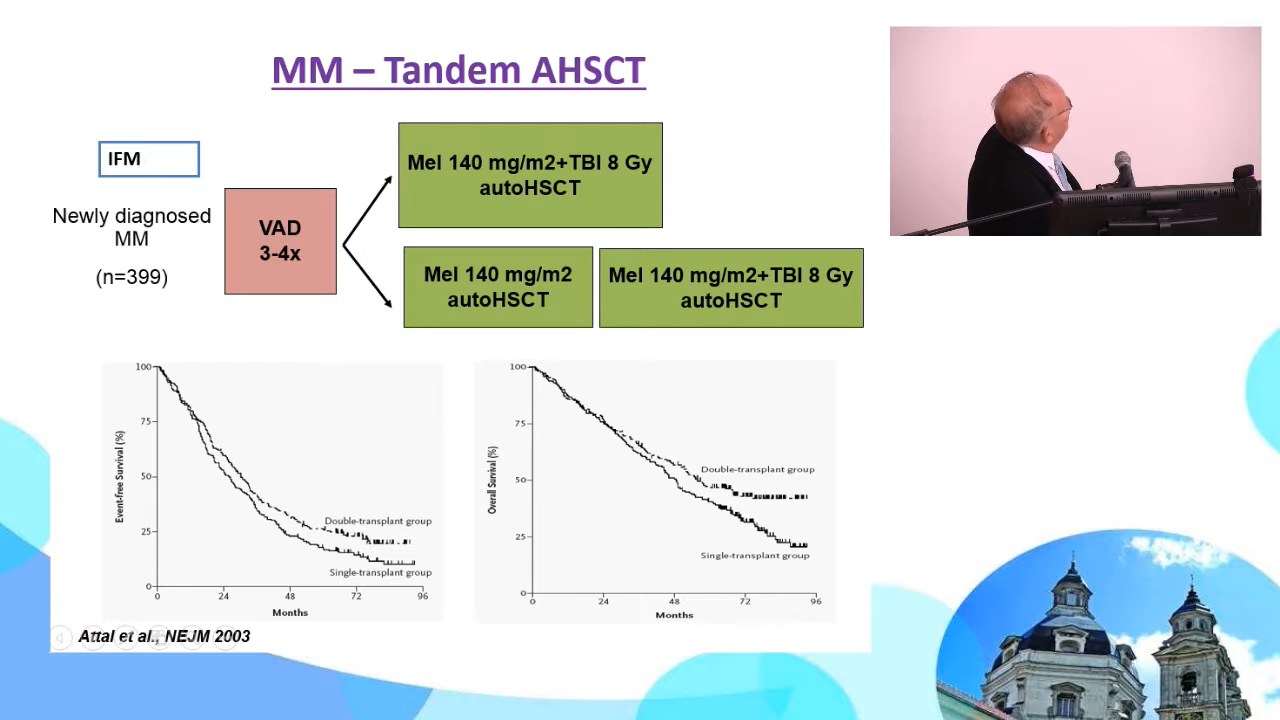 MM – Tandem AHSCT
IFM
Newly diagnosed
MM
(n=399)
VAD
3-4x
Mel 140 mg/m2+TBI 8 Gy
autoHSCT
Mel 140 mg/m2
autoHSCT
Mel 140 mg/m2+TBI 8 Gy
autoHSCT
100
75
50
25
0
Event-free Survival (%)
Double-transplant group
Single-transplant group
0 24 48 72 96
Months
100
75
50
25
0
Overall Survival (%)
Double-transplant group
Single-transplant group
0 24 48 72 96
Months
Attal et al., NEJM 2003